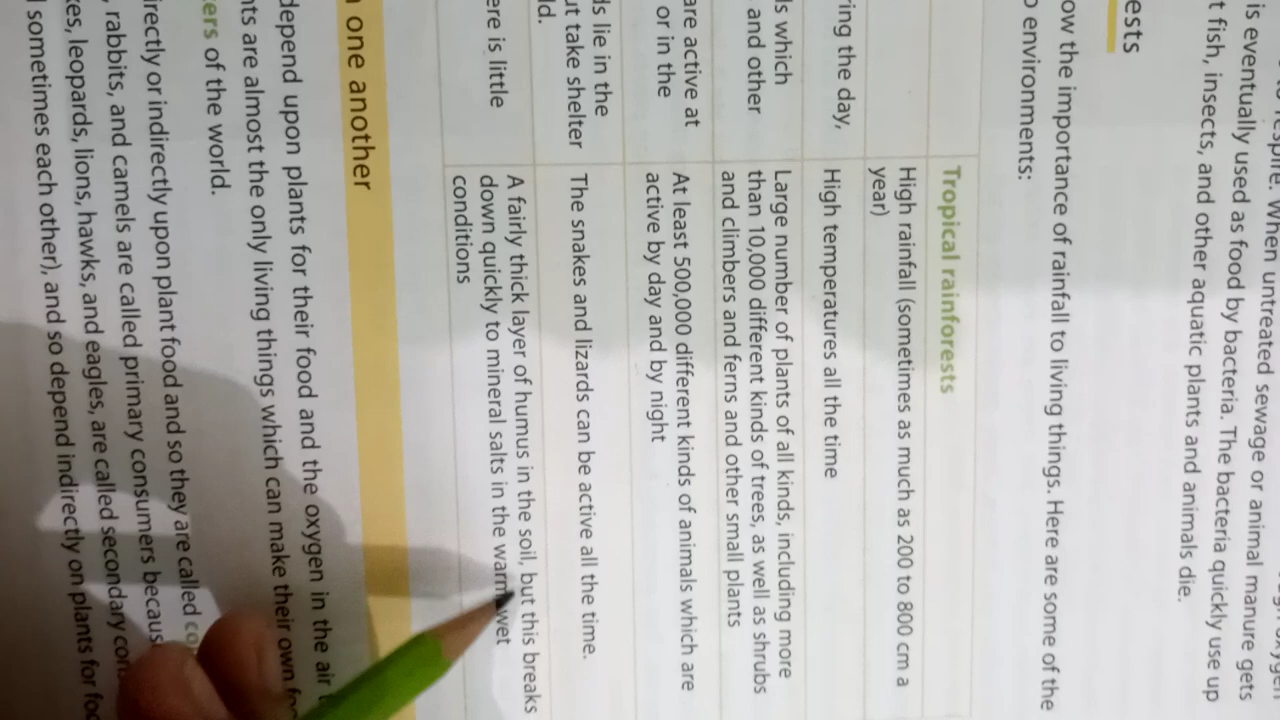 is eventually used as food by bacteria. The bacteria quickly use up
t fish, insects, and other aquatic plants and animals die.
ests
ow the importance of rainfall to living things. Here are some of the
environments:
Tropical rainforests
High rainfall (sometimes as much as 200 to 800 cm a
year)
ring the day,
High temperatures all the time
ls which
and other
Large number of plants of all kinds, including more
than 10,000 different kinds of trees, as well as shrubs
and climbers and ferns and other small plants
are active at
or in the
At least 500,000 different kinds of animals which are
active by day and by night
ds lie in the
ut take shelter
ld.
The snakes and lizards can be active all the time.
ere is little
A fairly thick layer of humus in the soil, but this breaks
down quickly to mineral salts in the warm wet
conditions
one another
depend upon plants for their food and the oxygen in the air
nts are almost the only living things which can make their own
ers of the world.
irectly or indirectly upon plant food and so they are called co
, rabbits, and camels are called primary consumers becaus
es, leopards, lions, hawks, and eagles, are called secondary con
sometimes each other), and so depend indirectly on plants for foo